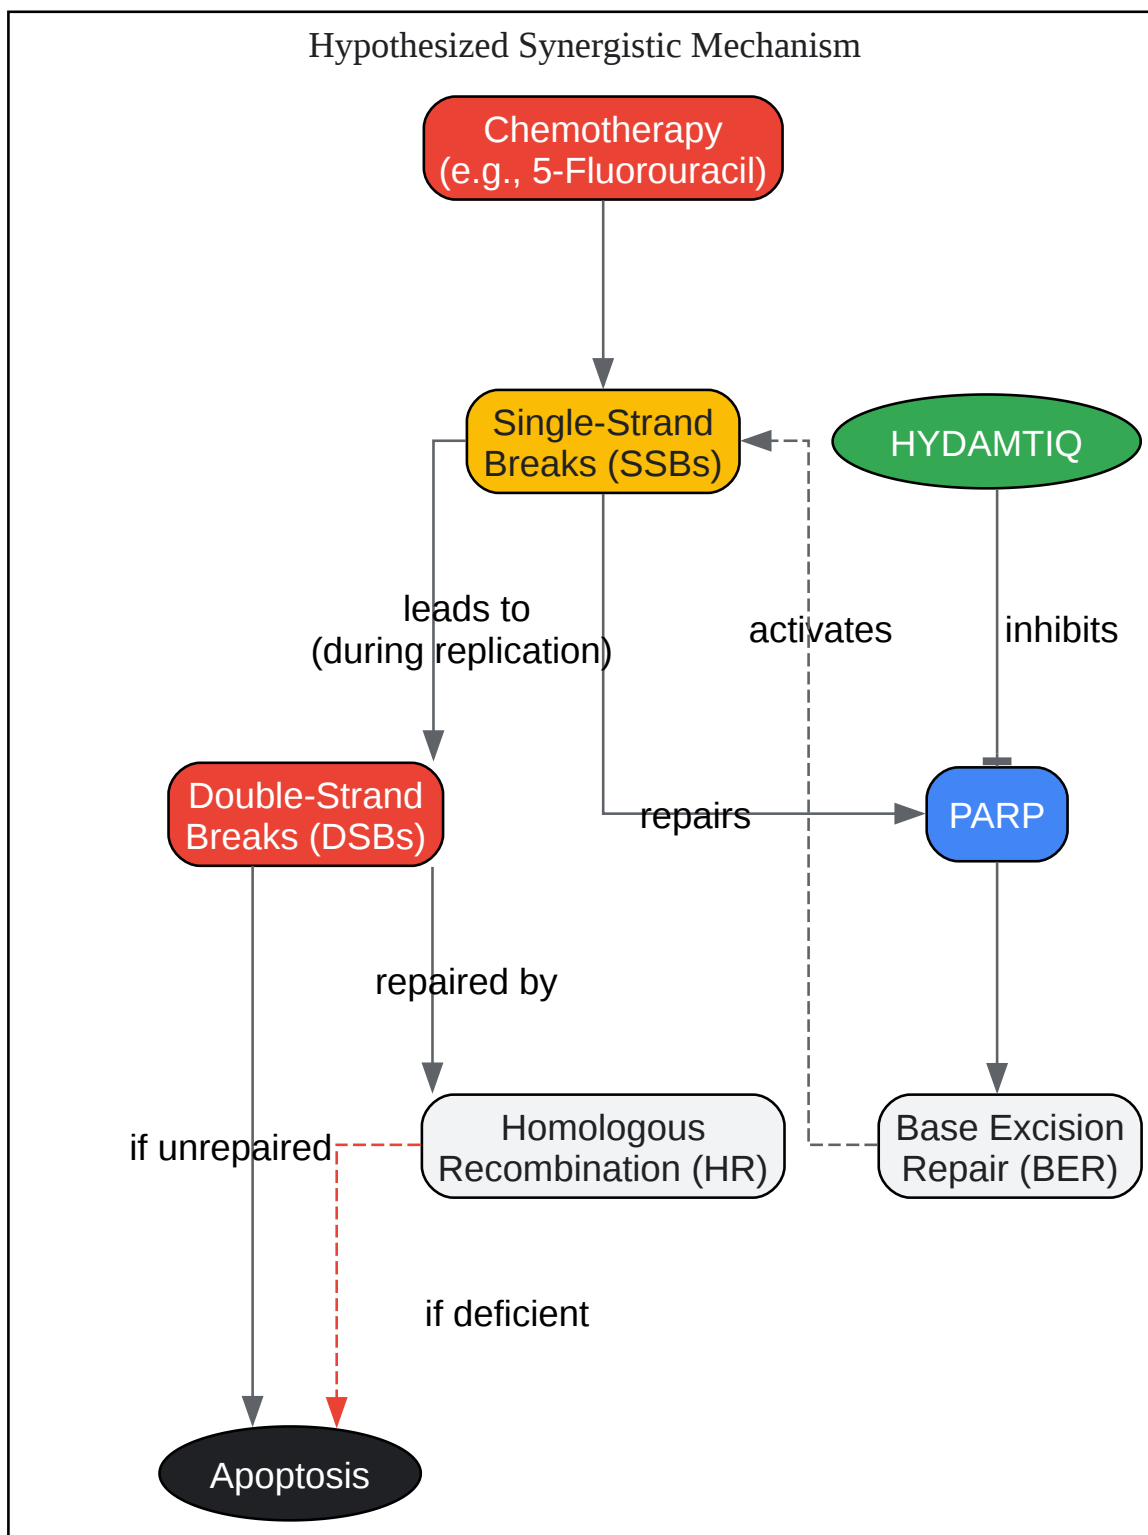 Hypothesized Synergistic Mechanism
Chemotherapy
(e.g., 5-Fluorouracil)
Single-Strand
Breaks (SSBs)
HYDAMTIQ
leads to
(during replication)
activates
inhibits
Double-Strand
Breaks (DSBs)
repairs
PARP
repaired by
Homologous
Recombination (HR)
Base Excision
Repair (BER)
if unrepaired
if deficient
Apoptosis